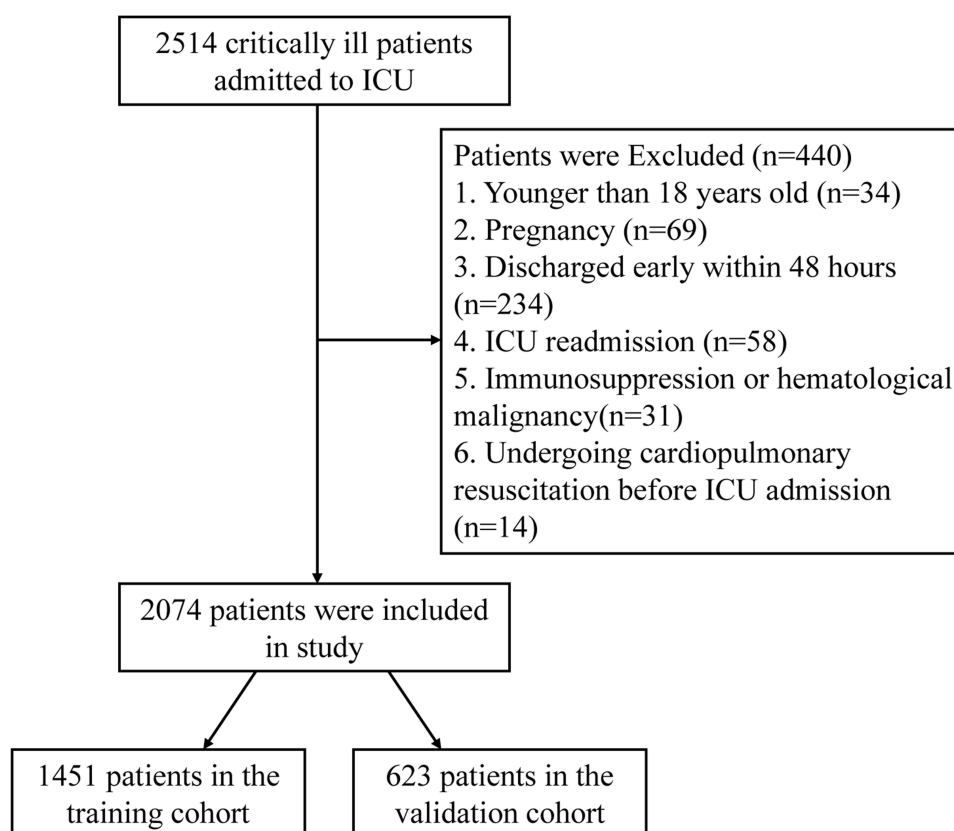 2514 critically ill patients
admitted to ICU
Patients were Excluded (n=440)
1. Younger than 18 years old (n=34)
2. Pregnancy (n=69)
3. Discharged early within 48 hours
(n=234)
4. ICU readmission (n=58)
5. Immunosuppression or hematological
malignancy(n=31)
6. Undergoing cardiopulmonary
resuscitation before ICU admission
(n=14)
2074 patients were included
in study
1451 patients in the
training cohort
623 patients in the
validation cohort